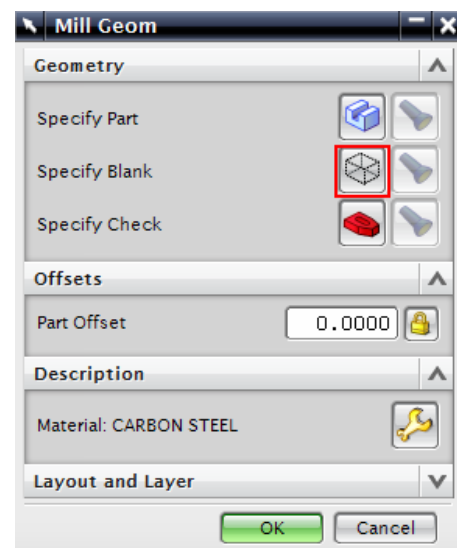 Mill Geom
Geometry
Specify Part
Specify Blank
Specify Check
Offsets
Part Offset 0.0000
Description
Material: CARBON STEEL
Layout and Layer
OK Cancel